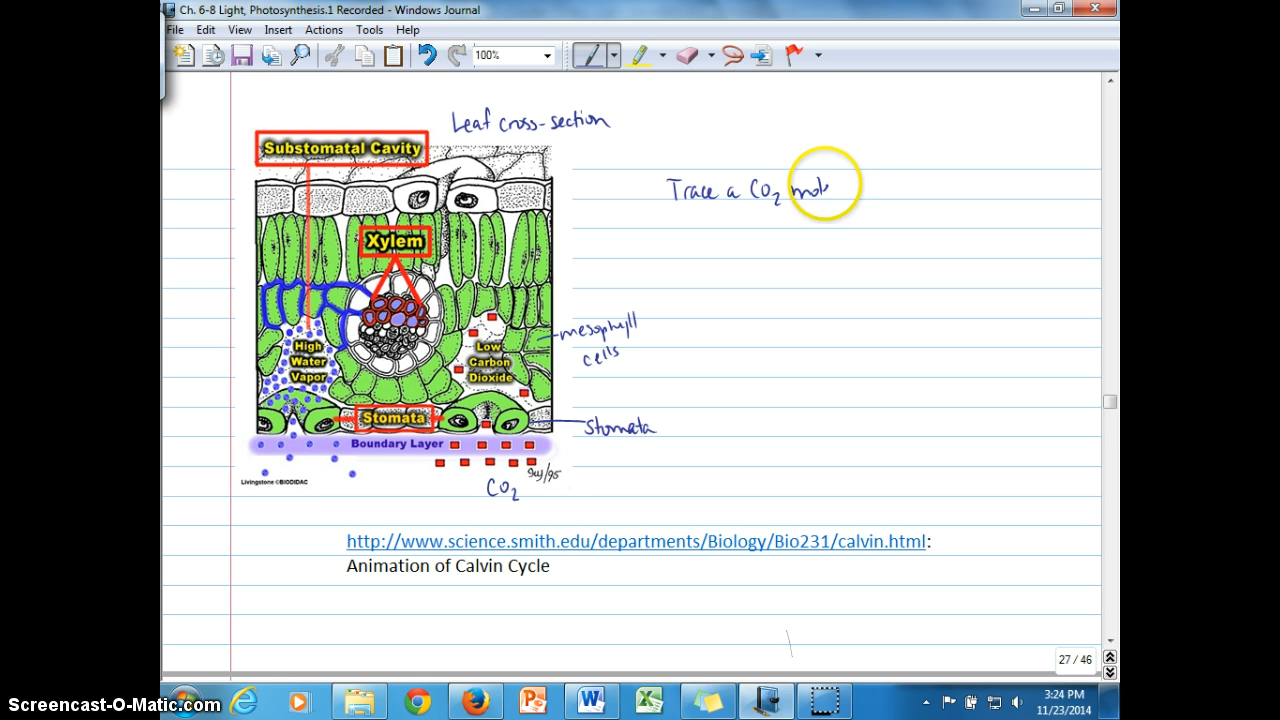 Ch. 6-8 Light, Photosynthesis.1 Recorded - Windows Journal
File Edit View Insert Actions Tools Help
100%
Leaf cross-section
Substomatal Cavity
Trace a CO2 mole
Xylem
mesophyll
cells
High
Water
Vapor
Low
Carbon
Dioxide
Stomata
Stomata
Boundary Layer
Livingstone ©BIODIDAC
CO2
http://www.science.smith.edu/departments/Biology/Bio231/calvin.html:
Animation of Calvin Cycle
27 / 46
3:24 PM
11/23/2014
Screencast-O-Matic.com